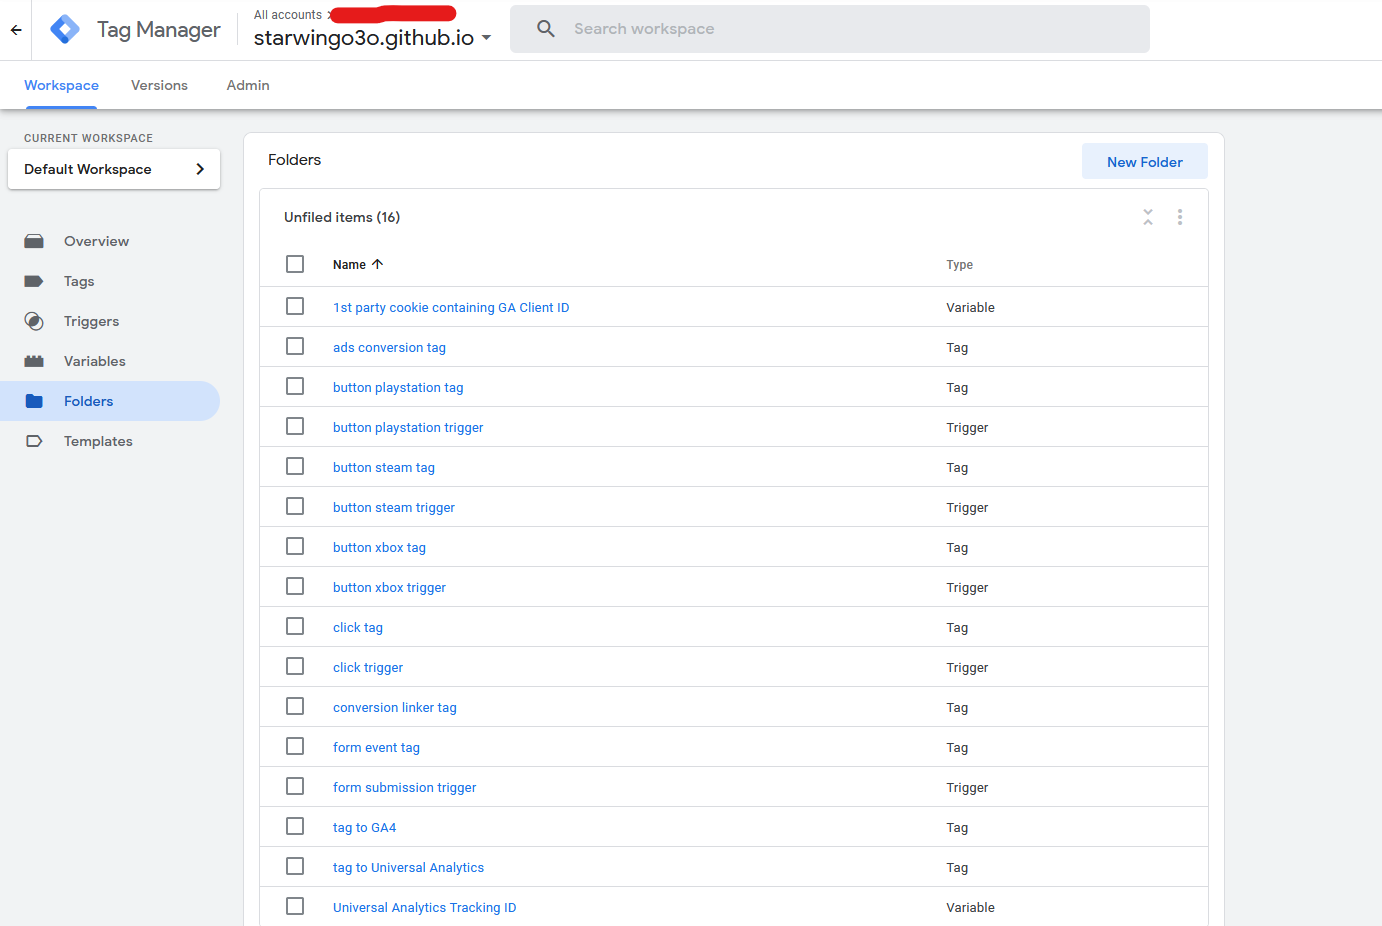 Tag Manager
All accounts >
starwingo3o.github.io
Search workspace
Workspace Versions Admin
CURRENT WORKSPACE
Default Workspace
Overview
Tags
Triggers
Variables
Folders
Templates
Folders
New Folder
Unfiled items (16)
Name Type
1st party cookie containing GA Client ID Variable
ads conversion tag Tag
button playstation tag Tag
button playstation trigger Trigger
button steam tag Tag
button steam trigger Trigger
button xbox tag Tag
button xbox trigger Trigger
click tag Tag
click trigger Trigger
conversion linker tag Tag
form event tag Tag
form submission trigger Trigger
tag to GA4 Tag
tag to Universal Analytics Tag
Universal Analytics Tracking ID Variable